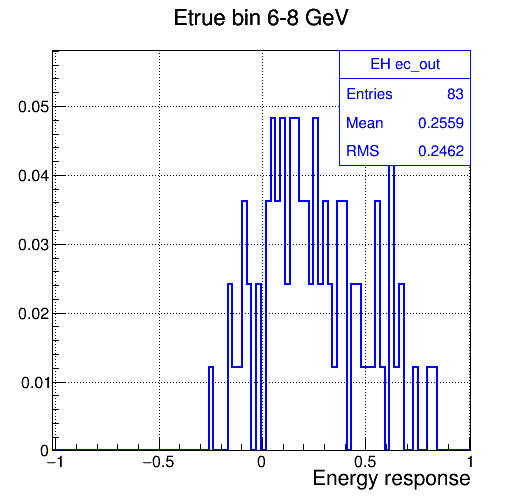 Etrue bin 6-8 GeV
EH ec_out
Entries 83
Mean 0.2559
RMS 0.2462
0.05
0.04
0.03
0.02
0.01
0
−1 −0.5 0 0.5 1
Energy response